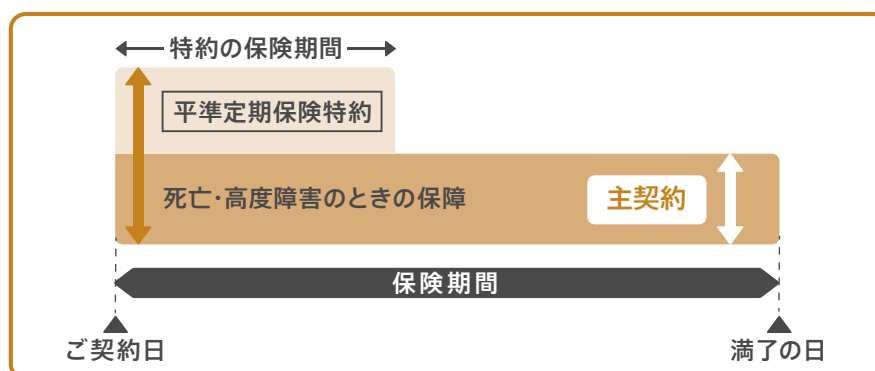 特約の保険期間
平準定期保険特約
死亡・高度障害のときの保障
主契約
保険期間
ご契約日
満了の日